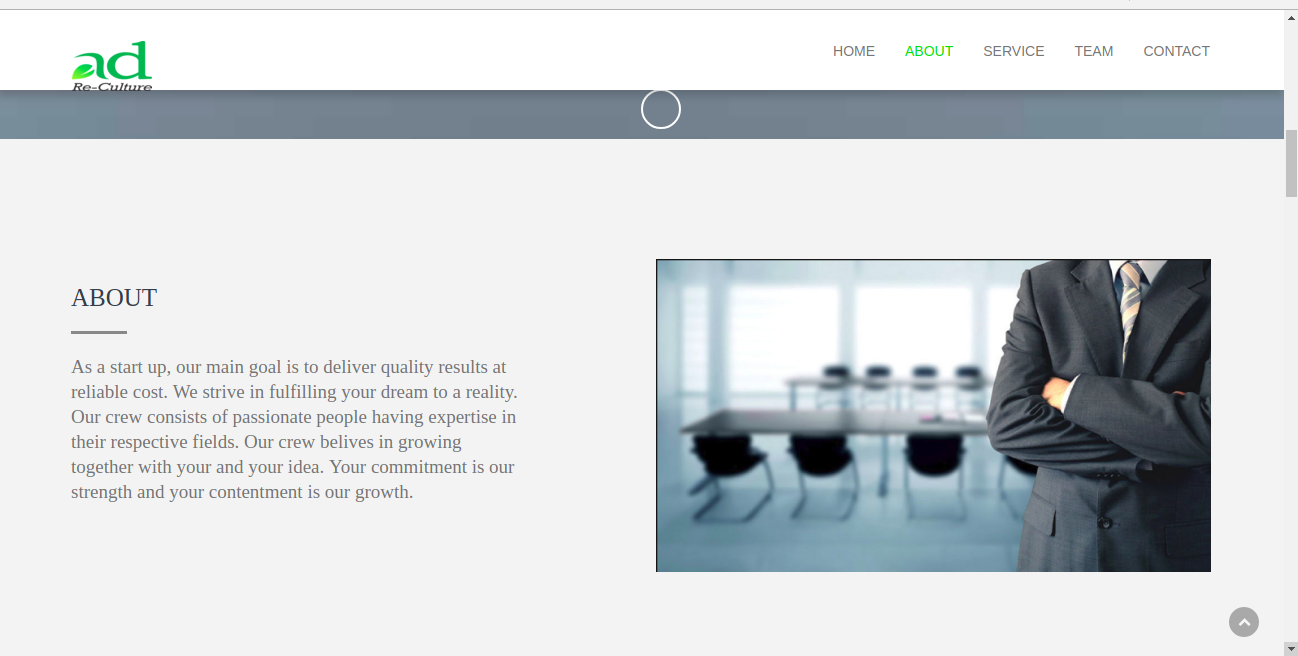 ad
Re-Culture
HOME ABOUT SERVICE TEAM CONTACT
ABOUT
As a start up, our main goal is to deliver quality results at
reliable cost. We strive in fulfilling your dream to a reality.
Our crew consists of passionate people having expertise in
their respective fields. Our crew belives in growing
together with your and your idea. Your commitment is our
strength and your contentment is our growth.